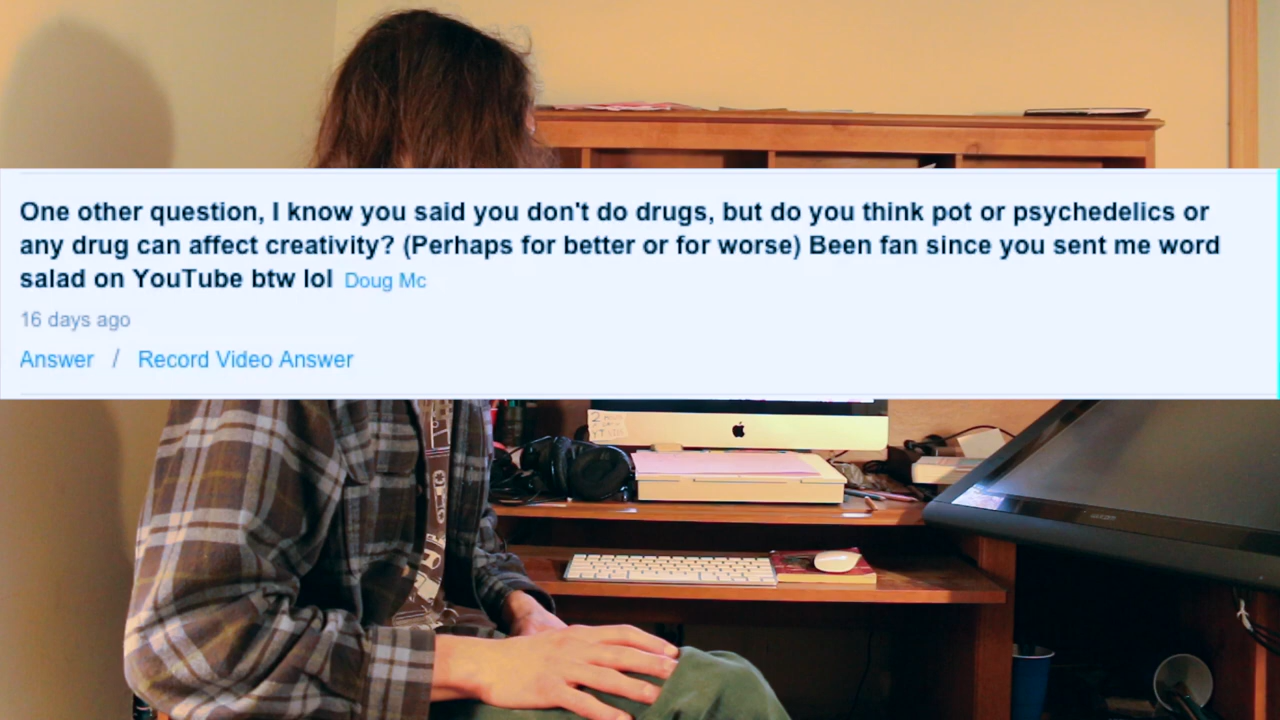 One other question, I know you said you don't do drugs, but do you think pot or psychedelics or
any drug can affect creativity? (Perhaps for better or for worse) Been fan since you sent me word
salad on YouTube btw lol Doug Mc
16 days ago
Answer / Record Video Answer